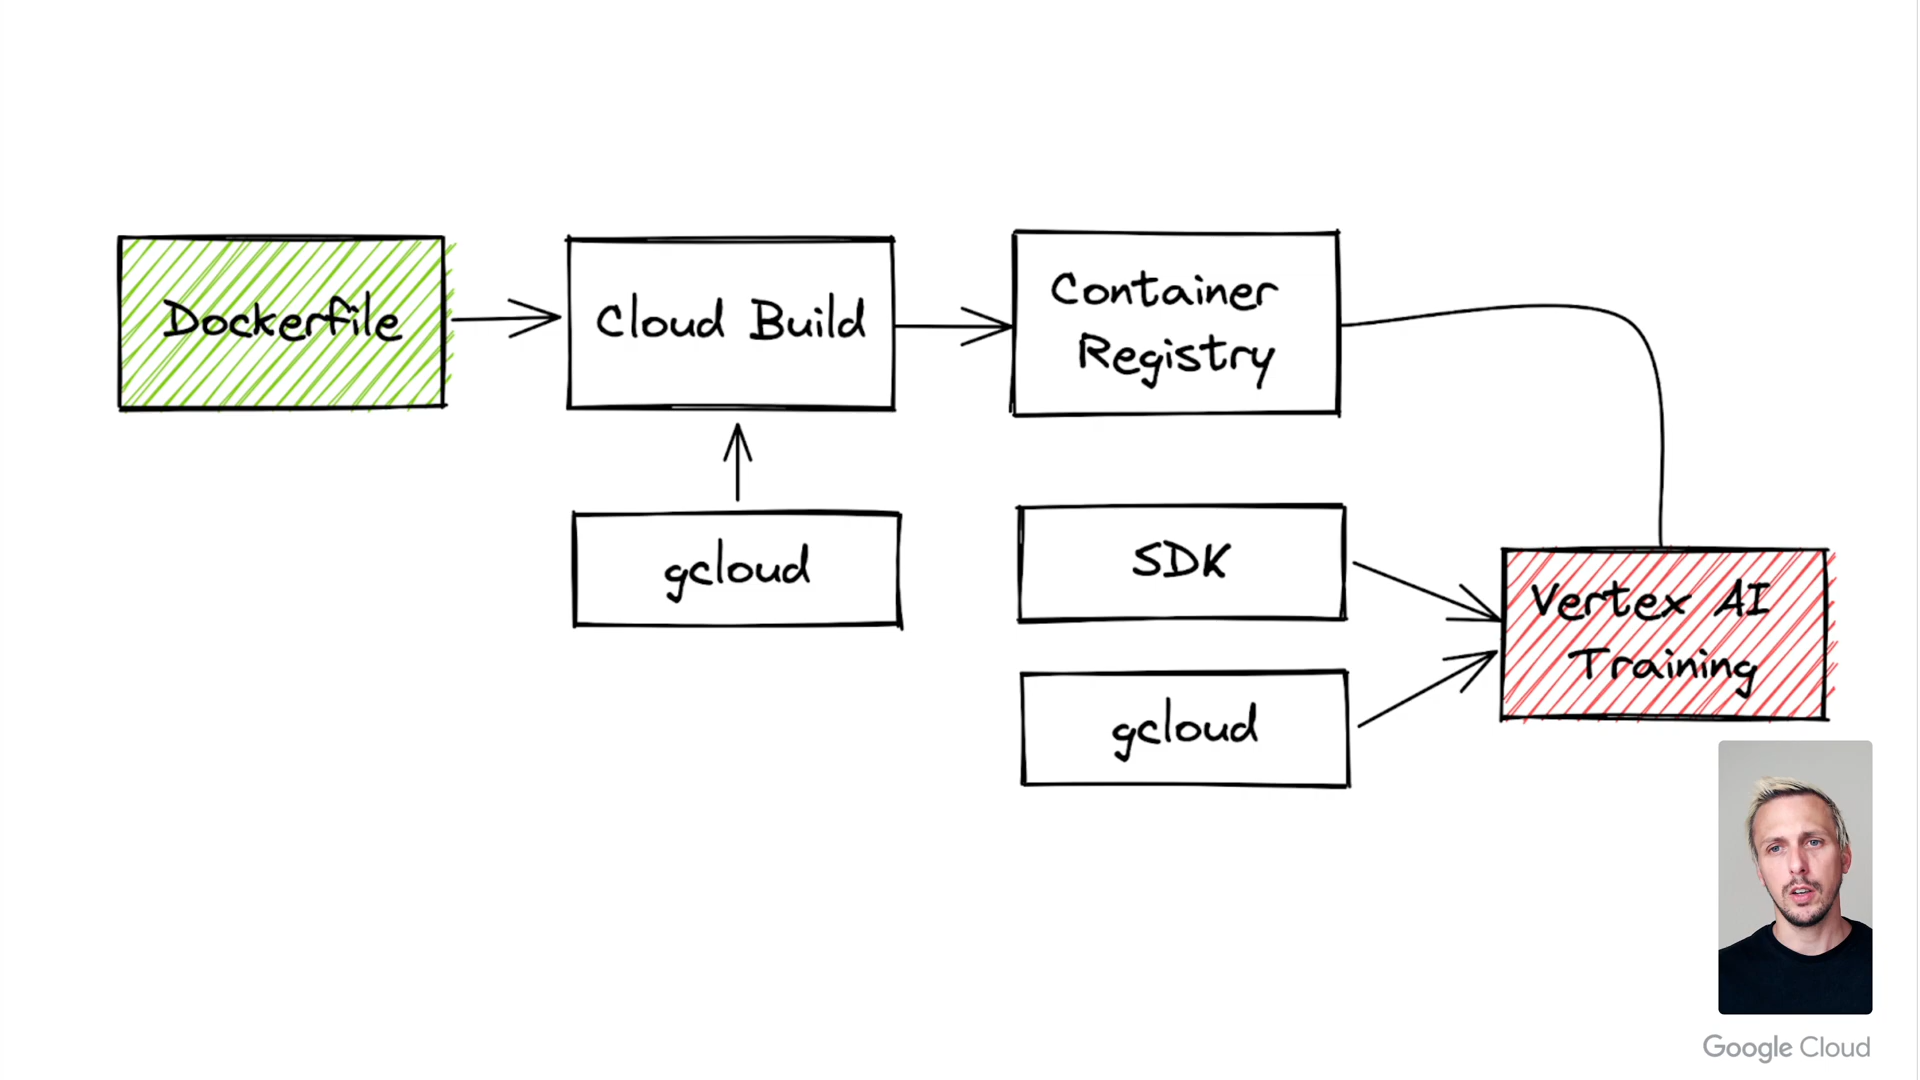 Dockerfile
Cloud Build
Container
Registry
gcloud
SDK
gcloud
Vertex AI
Training
Google Cloud